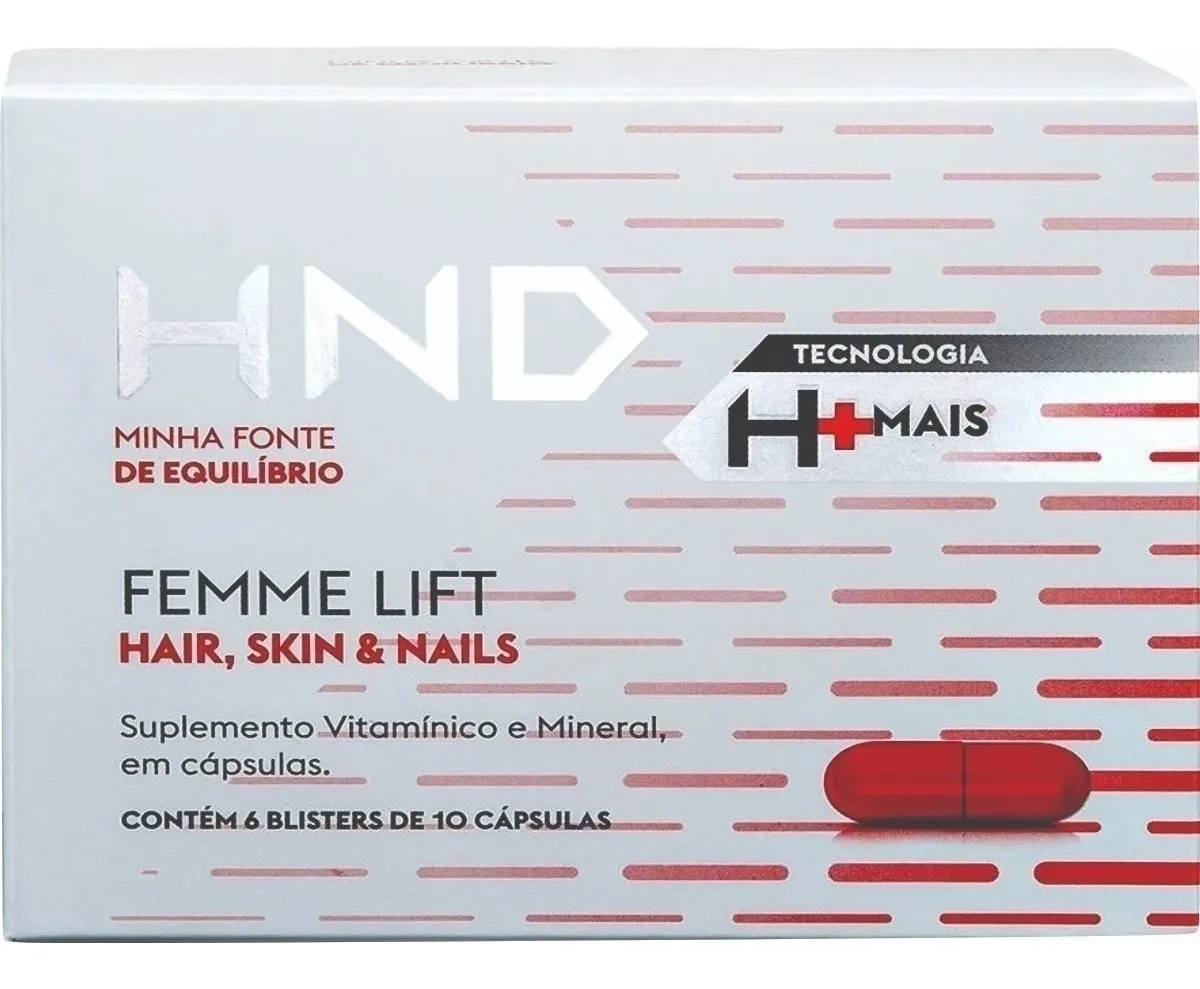 HND
MINHA FONTE
DE EQUILÍBRIO
TECNOLOGIA
H+MAIS
FEMME LIFT
HAIR, SKIN & NAILS
Suplemento Vitamínico e Mineral,
em cápsulas.
CONTÉM 6 BLISTERS DE 10 CÁPSULAS